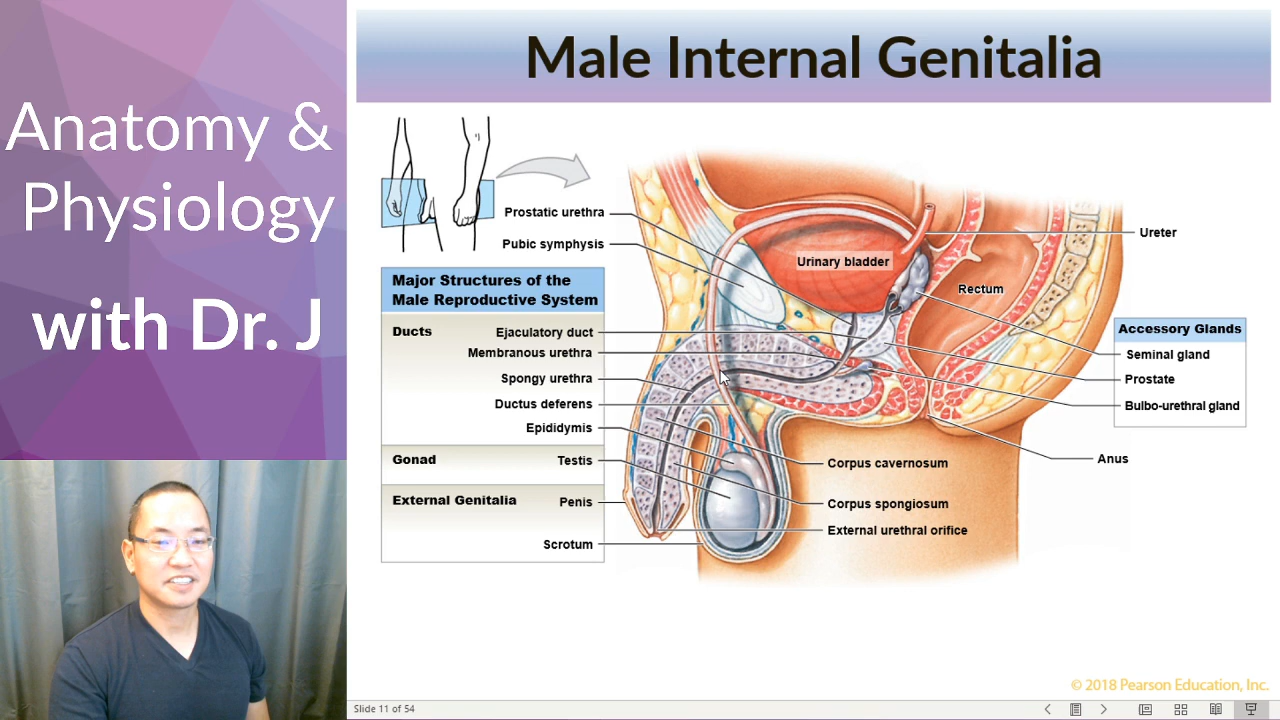 Anatomy &
Physiology
with Dr. J
Male Internal Genitalia
Prostatic urethra
Pubic symphysis
Major Structures of the
Male Reproductive System
Ducts
Ejaculatory duct
Membranous urethra
Spongy urethra
Ductus deferens
Epididymis
Gonad
Testis
External Genitalia
Penis
Scrotum
Urinary bladder
Rectum
Corpus cavernosum
Corpus spongiosum
External urethral orifice
Ureter
Accessory Glands
Seminal gland
Prostate
Bulbo-urethral gland
Anus
© 2018 Pearson Education, Inc.
Slide 11 of 54